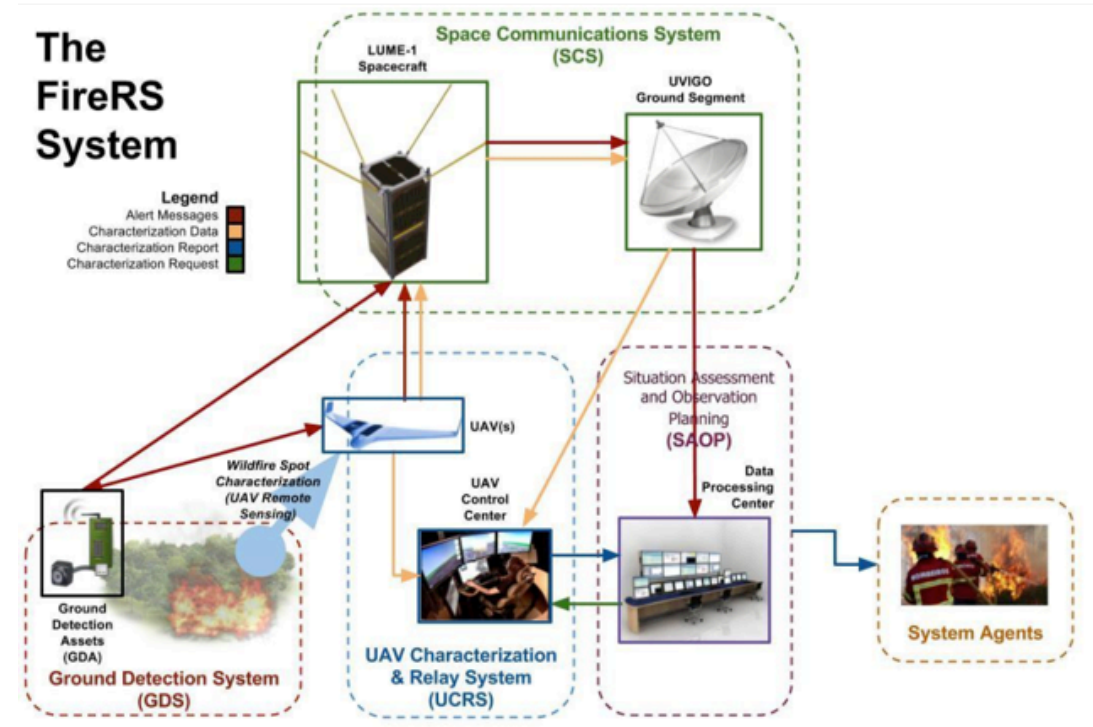 The
FireRS
System
Legend
Alert Messages
Characterization Data
Characterization Report
Characterization Request
Space Communications System
(SCS)
LUME-1
Spacecraft
UVIGO
Ground Segment
Situation Assessment
and Observation
Planning
(SAOP)
UAV(s)
Wildfire Spot
Characterization
(UAV Remote
Sensing)
UAV
Control
Center
Data
Processing
Center
Ground
Detection
Assets
(GDA)
Ground Detection System
(GDS)
UAV Characterization
& Relay System
(UCRS)
BOMBEIROS
System Agents